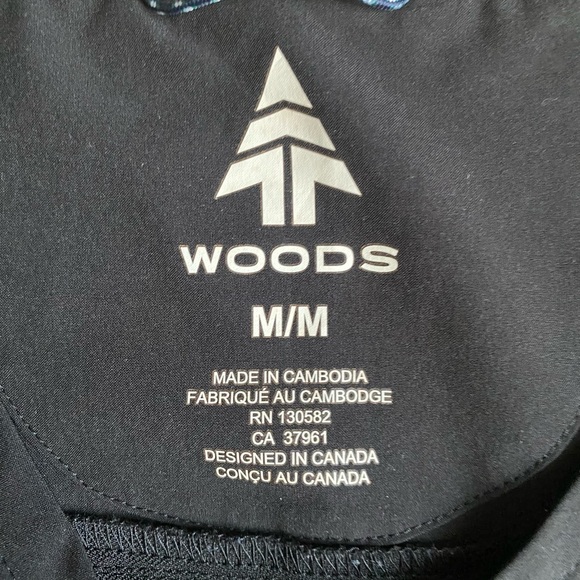 WOODS
M/M
MADE IN CAMBODIA
FABRIQUÉ AU CAMBODGE
RN 130582
CA 37961
DESIGNED IN CANADA
CONÇU AU CANADA